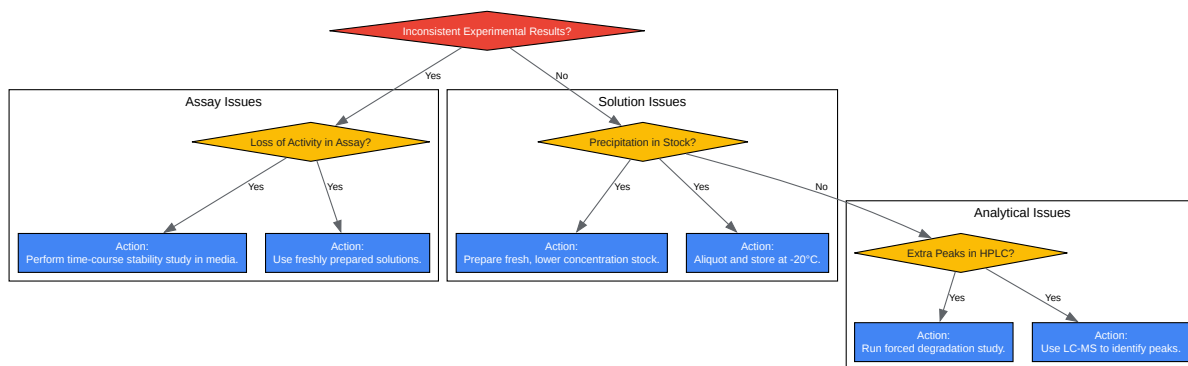 Inconsistent Experimental Results?
Yes
No
Assay Issues
Solution Issues
Loss of Activity in Assay?
Precipitation in Stock?
Yes
Yes
Yes
Yes
No
Analytical Issues
Action:
Perform time-course stability study in media.
Action:
Use freshly prepared solutions.
Action:
Prepare fresh, lower concentration stock.
Action:
Aliquot and store at -20°C.
Extra Peaks in HPLC?
Yes
Yes
Action:
Run forced degradation study.
Action:
Use LC-MS to identify peaks.